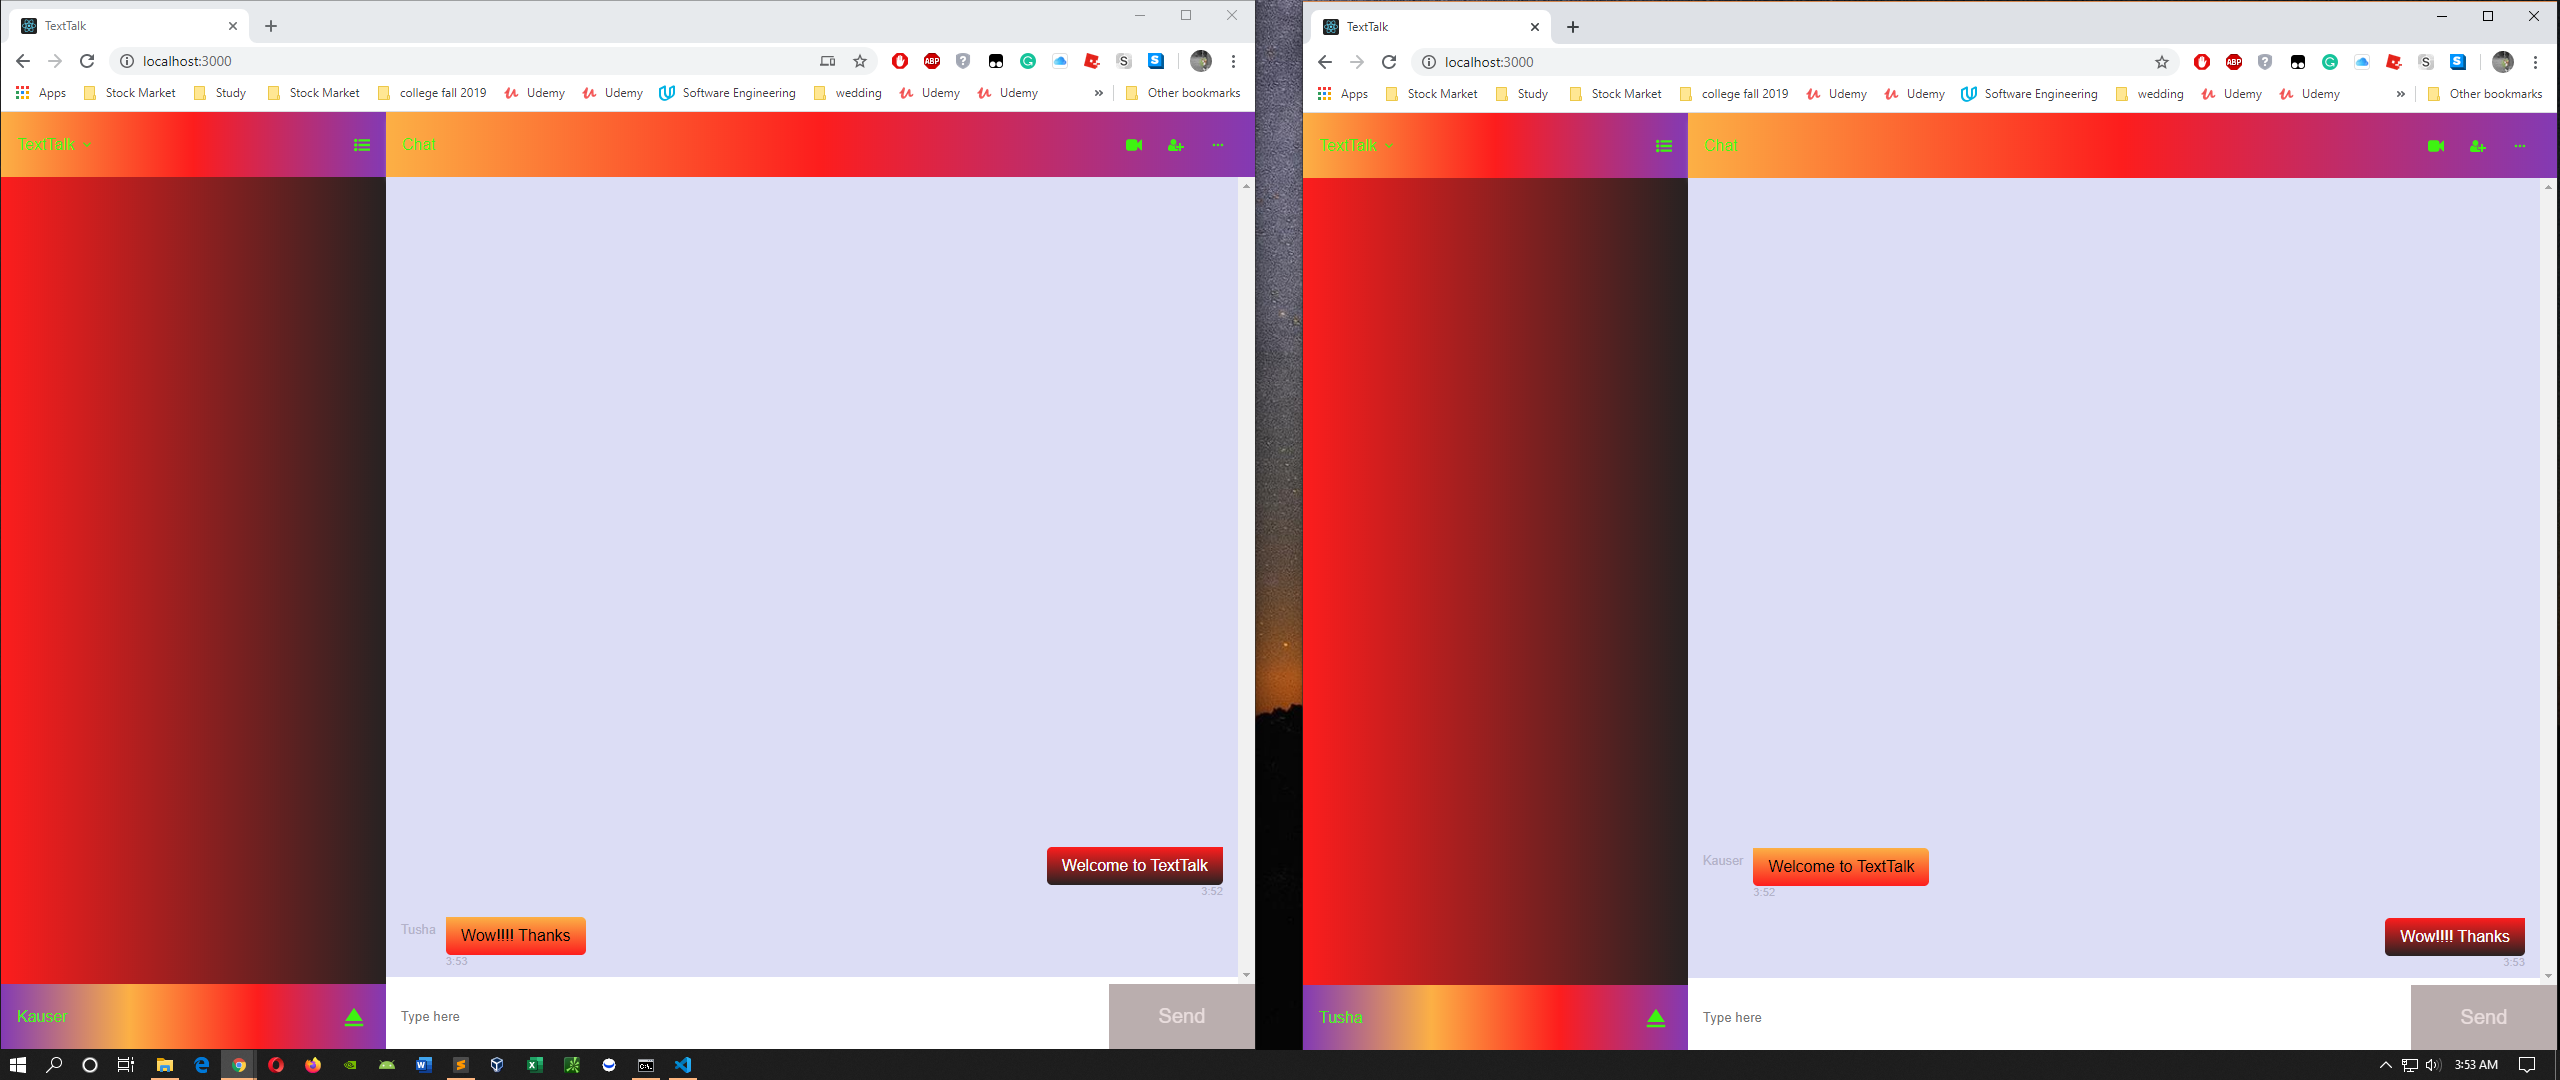 TextTalk
localhost:3000
Apps Stock Market Study Stock Market college fall 2019 Udemy Udemy Software Engineering wedding Udemy Udemy » Other bookmarks
TextTalk
Chat
Welcome to TextTalk
3:52
Tusha
Wow!!!! Thanks
3:53
Kauser
Type here
Send
TextTalk
localhost:3000
Apps Stock Market Study Stock Market college fall 2019 Udemy Udemy Software Engineering wedding Udemy Udemy » Other bookmarks
TextTalk
Chat
Kauser
Welcome to TextTalk
3:52
Wow!!!! Thanks
3:53
Tusha
Type here
Send
3:53 AM